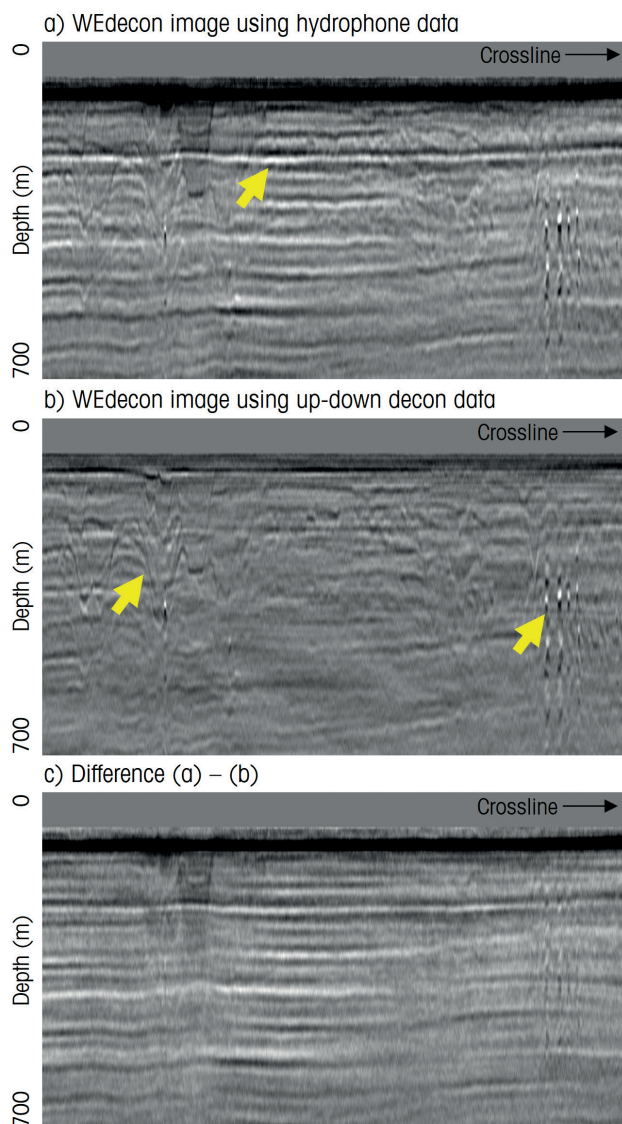 a) WEdecon image using hydrophone data
0
Crossline
Depth (m)
700
b) WEdecon image using up-down decon data
0
Crossline
Depth (m)
700
c) Difference (a) – (b)
0
Crossline
Depth (m)
700